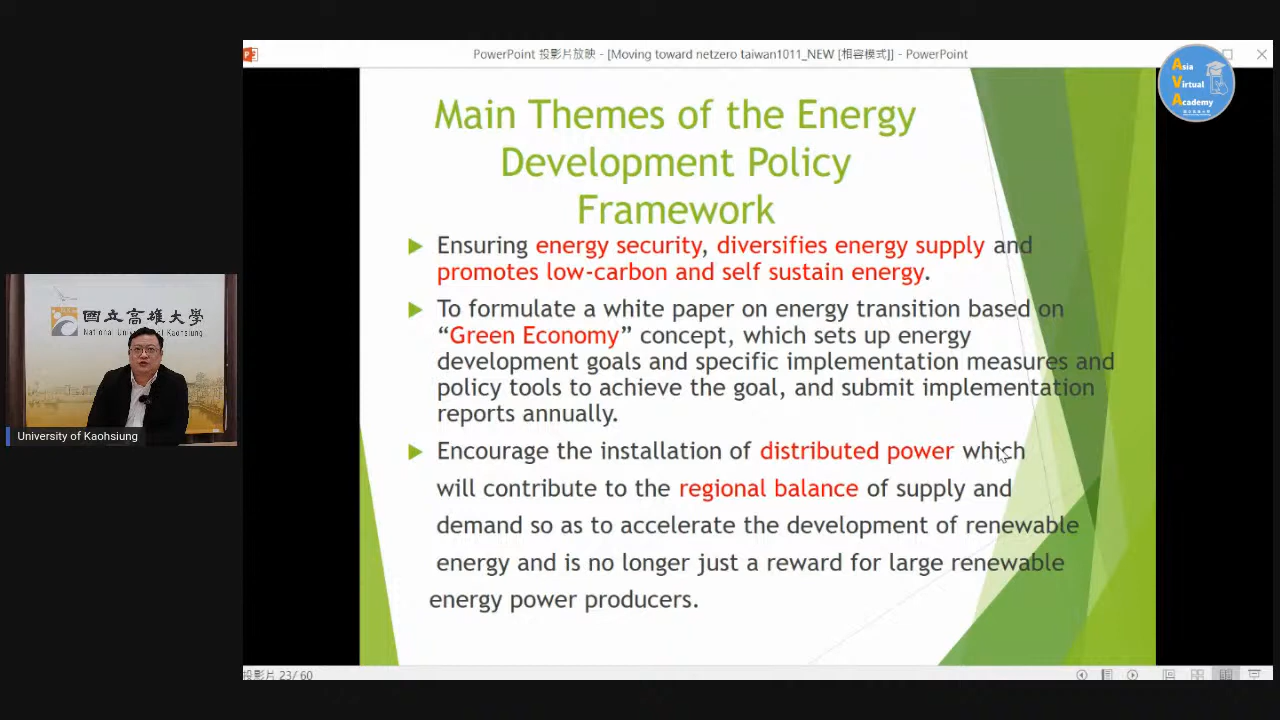 PowerPoint 投影片放映 - [Moving toward netzero taiwan1011_NEW [相容模式]] - PowerPoint
Asia
Virtual
Academy
Main Themes of the Energy
Development Policy
Framework
Ensuring energy security, diversifies energy supply and
promotes low-carbon and self sustain energy.
To formulate a white paper on energy transition based on
“Green Economy” concept, which sets up energy
development goals and specific implementation measures and
policy tools to achieve the goal, and submit implementation
reports annually.
Encourage the installation of distributed power which
will contribute to the regional balance of supply and
demand so as to accelerate the development of renewable
energy and is no longer just a reward for large renewable
energy power producers.
國立高雄大學
National University of Kaohsiung
University of Kaohsiung
投影片 23/60